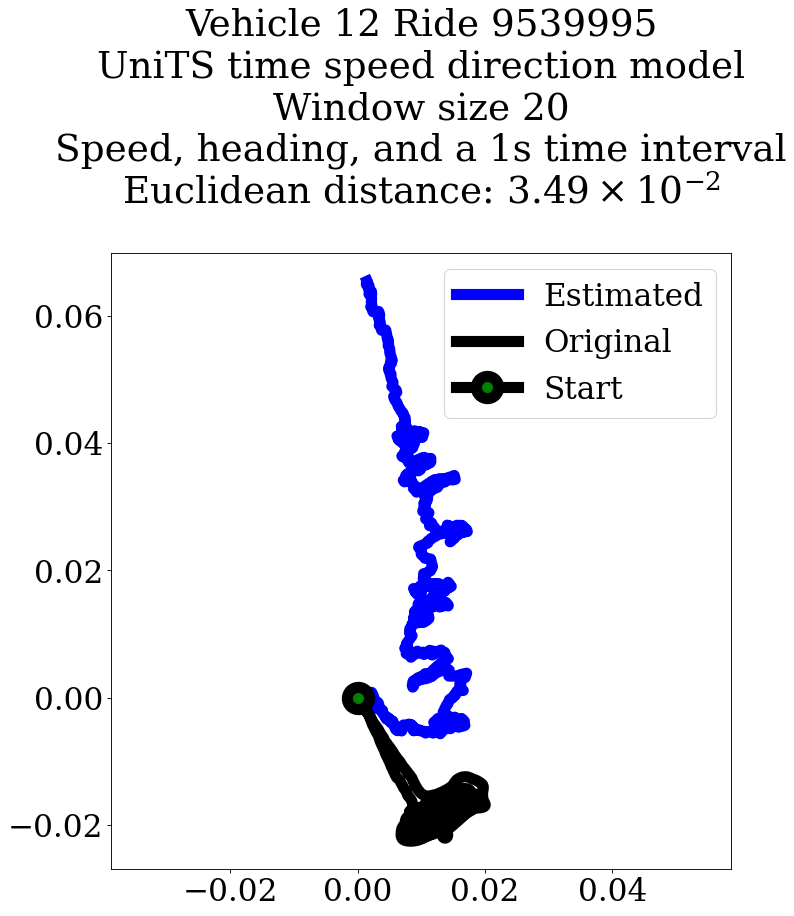 Vehicle 12 Ride 9539995
UniTS time speed direction model
Window size 20
Speed, heading, and a 1s time interval
Euclidean distance: 3.49 × 10⁻²
Estimated
Original
Start
0.06
0.04
0.02
0.00
−0.02
−0.02
0.00
0.02
0.04